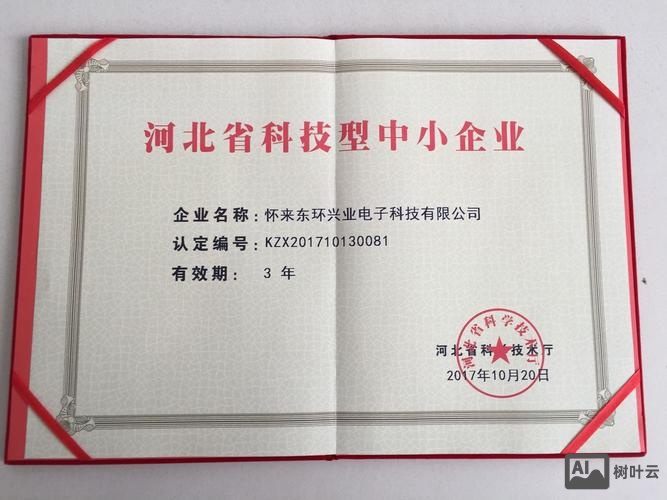 河北省科技型中小企业
企业名称：怀来东环兴业电子科技有限公司
认定编号：KZX201710130081
有效期： 3 年
河北省科学技术厅
河北省科学技术厅
2017年10月20日
AI 树叶云